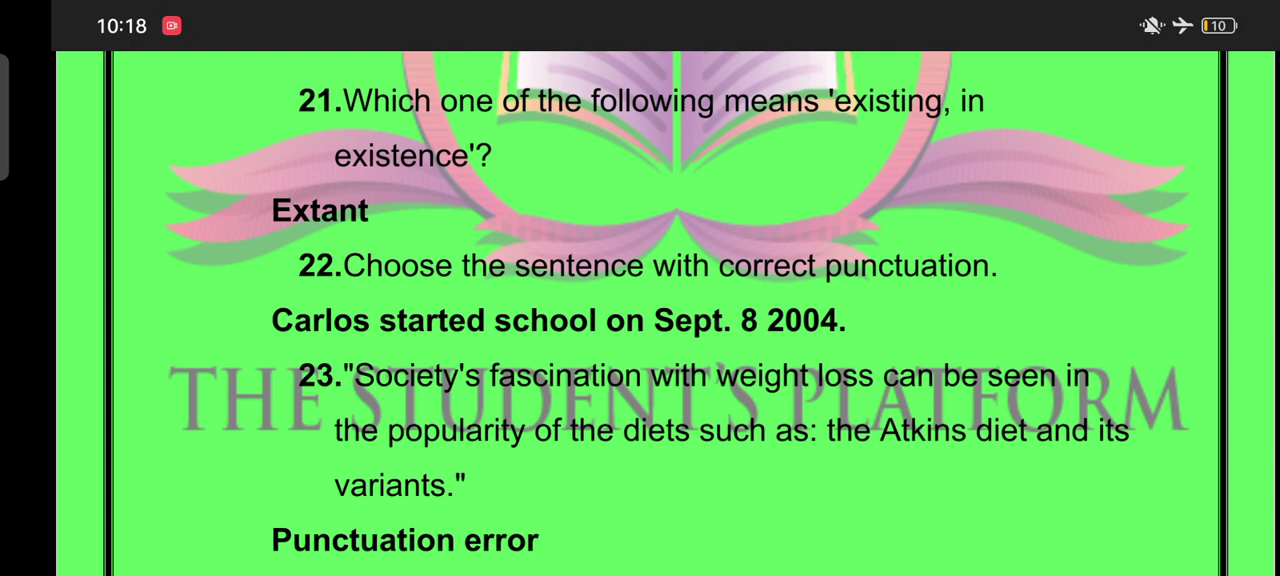 10:18
10
21.Which one of the following means 'existing, in
existence'?
Extant
22.Choose the sentence with correct punctuation.
Carlos started school on Sept. 8 2004.
23."Society's fascination with weight loss can be seen in
THE STUDENT'S PLATFORM
the popularity of the diets such as: the Atkins diet and its
variants."
Punctuation error